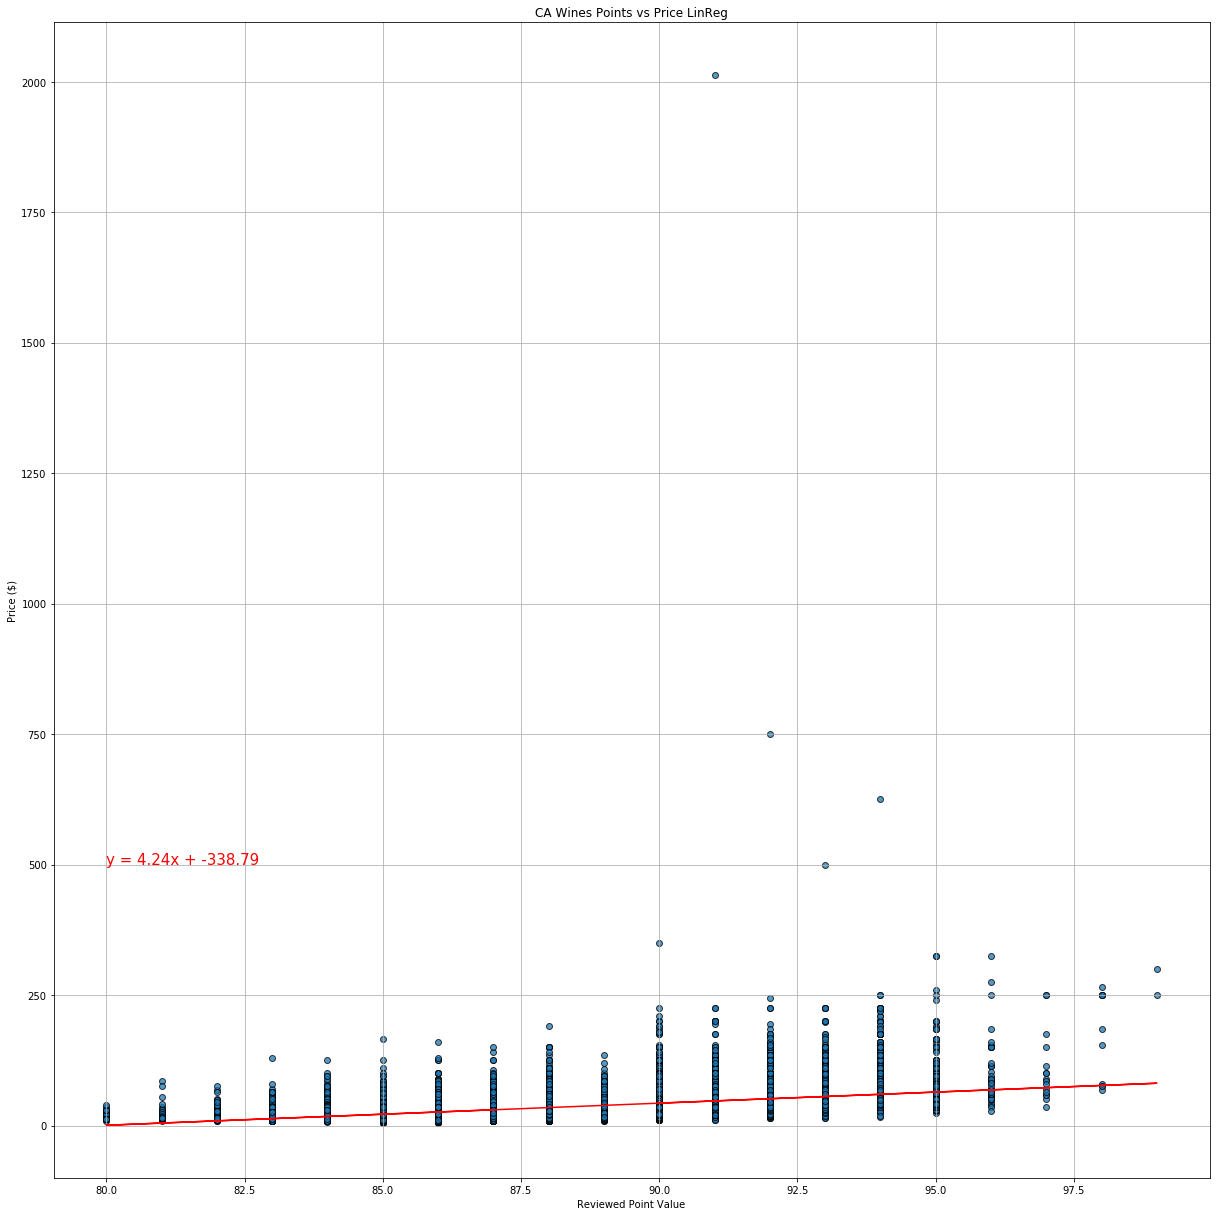 CA Wines Points vs Price LinReg
2000
1750
1500
1250
1000
750
500
250
0
Price ($)
y = 4.24x + -338.79
80.0 82.5 85.0 87.5 90.0 92.5 95.0 97.5
Reviewed Point Value